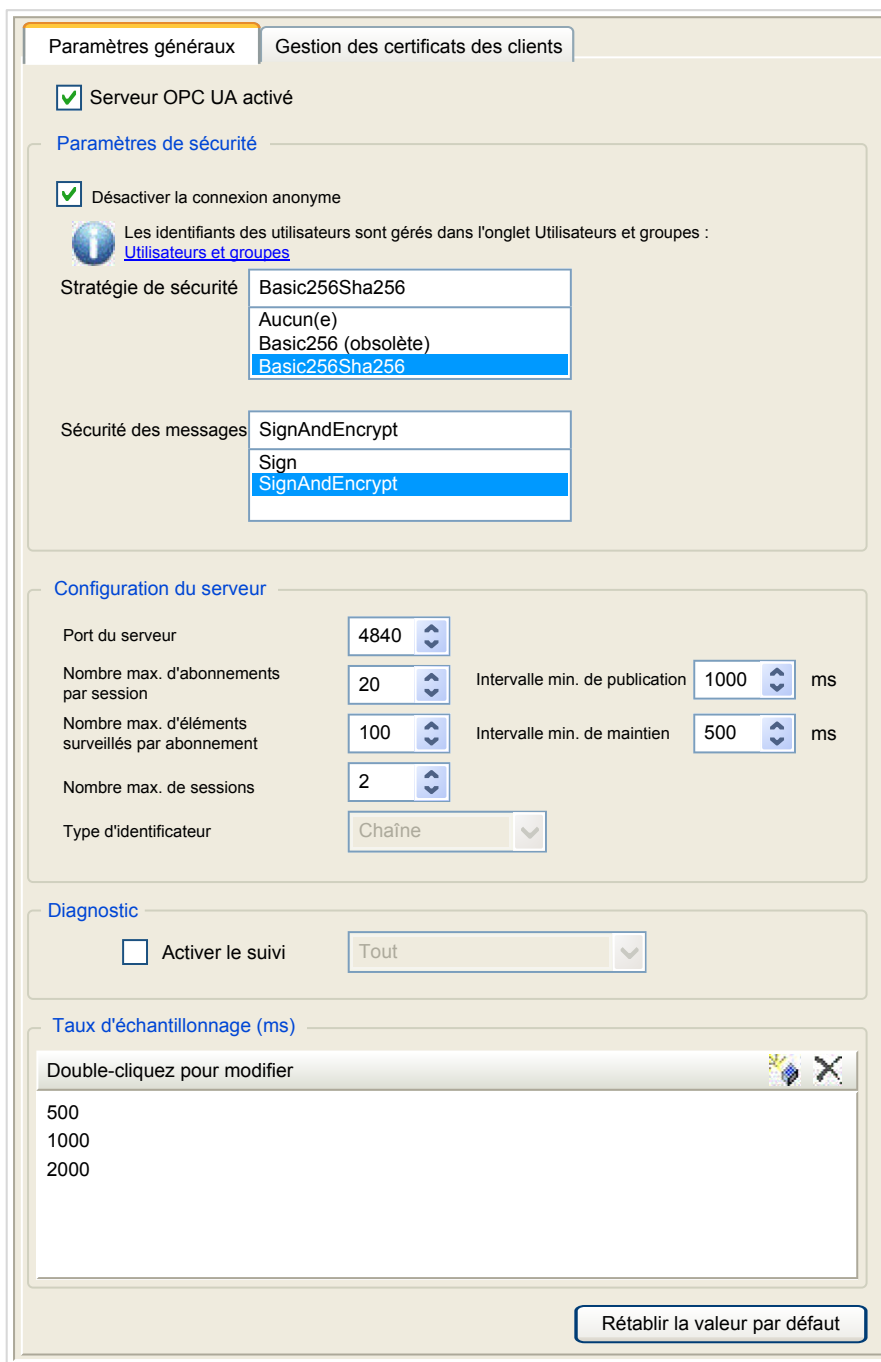 Paramètres généraux
Gestion des certificats des clients
Serveur OPC UA activé
Paramètres de sécurité
Désactiver la connexion anonyme
Les identifiants des utilisateurs sont gérés dans l'onglet Utilisateurs et groupes :
Utilisateurs et groupes
Stratégie de sécurité
Basic256Sha256
Aucun(e)
Basic256 (obsolète)
Basic256Sha256
Sécurité des messages
SignAndEncrypt
Sign
SignAndEncrypt
Configuration du serveur
Port du serveur
4840
Nombre max. d'abonnements
par session
20
Intervalle min. de publication
1000
ms
Nombre max. d'éléments
surveillés par abonnement
100
Intervalle min. de maintien
500
ms
Nombre max. de sessions
2
Type d'identificateur
Chaîne
Diagnostic
Activer le suivi
Tout
Taux d'échantillonnage (ms)
Double-cliquez pour modifier
500
1000
2000
Rétablir la valeur par défaut